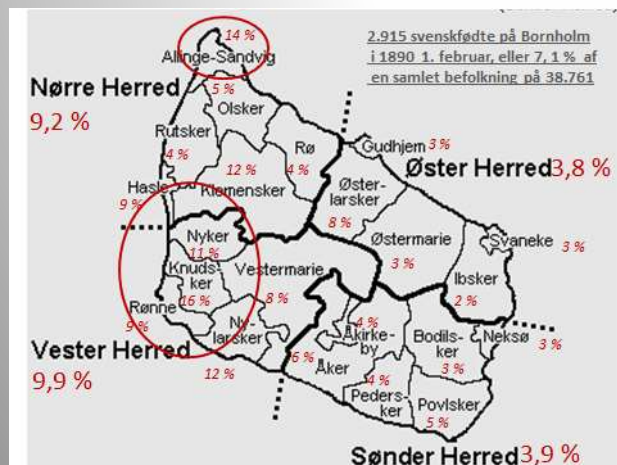 2.915 svenskfødte på Bornholm
i 1890 1. februar, eller 7, 1 % af
en samlet befolkning på 38.761
14 %
Allinge-Sandvig
5 %
Olsker
Nørre Herred
9,2 %
Rutsker
4 %
Rø
4 %
12 %
Klemensker
Hasle
9 %
Gudhjem
3 %
Øster Herred 3,8 %
Øster-
larsker
8 %
Østermarie
3 %
Svaneke
3 %
Ibsker
2 %
Nyker
11 %
Knuds-
ker
16 %
Vestermarie
8 %
Rønne
9 %
Ny-
larsker
12 %
Vester Herred
9,9 %
4 %
Åkirke-
by
6 %
Åker
Bodils-
ker
3 %
Neksø
3 %
4 %
Peders-
ker
Povlsker
5 %
Sønder Herred 3,9 %